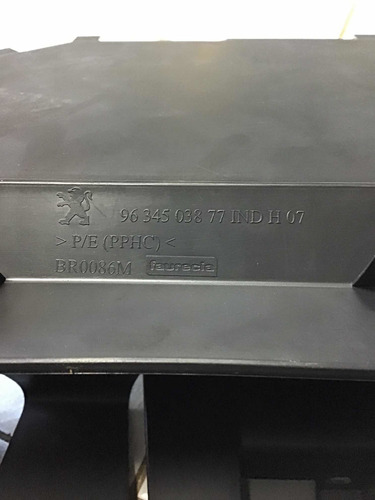 96 345 038 77 IND H 07
> P/E (PPHC) <
BR0086M faurecia